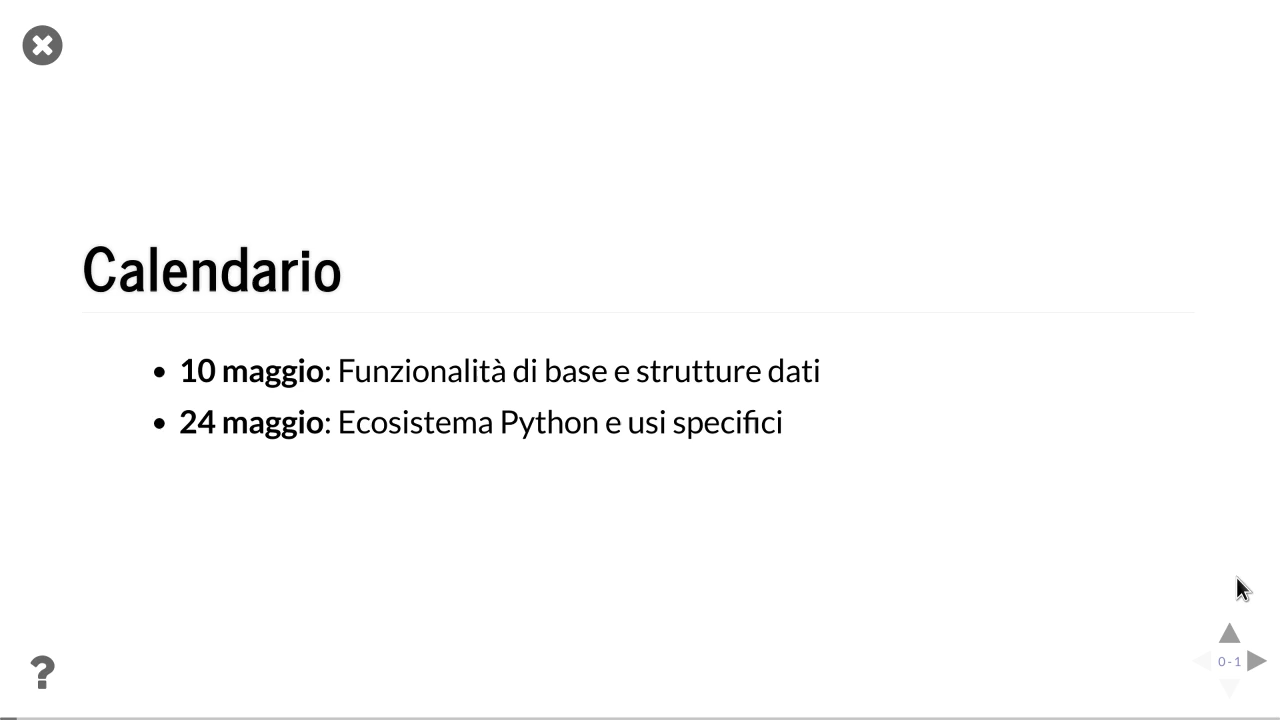 Calendario
• 10 maggio: Funzionalità di base e strutture dati
• 24 maggio: Ecosistema Python e usi specifici
?
0 - 1